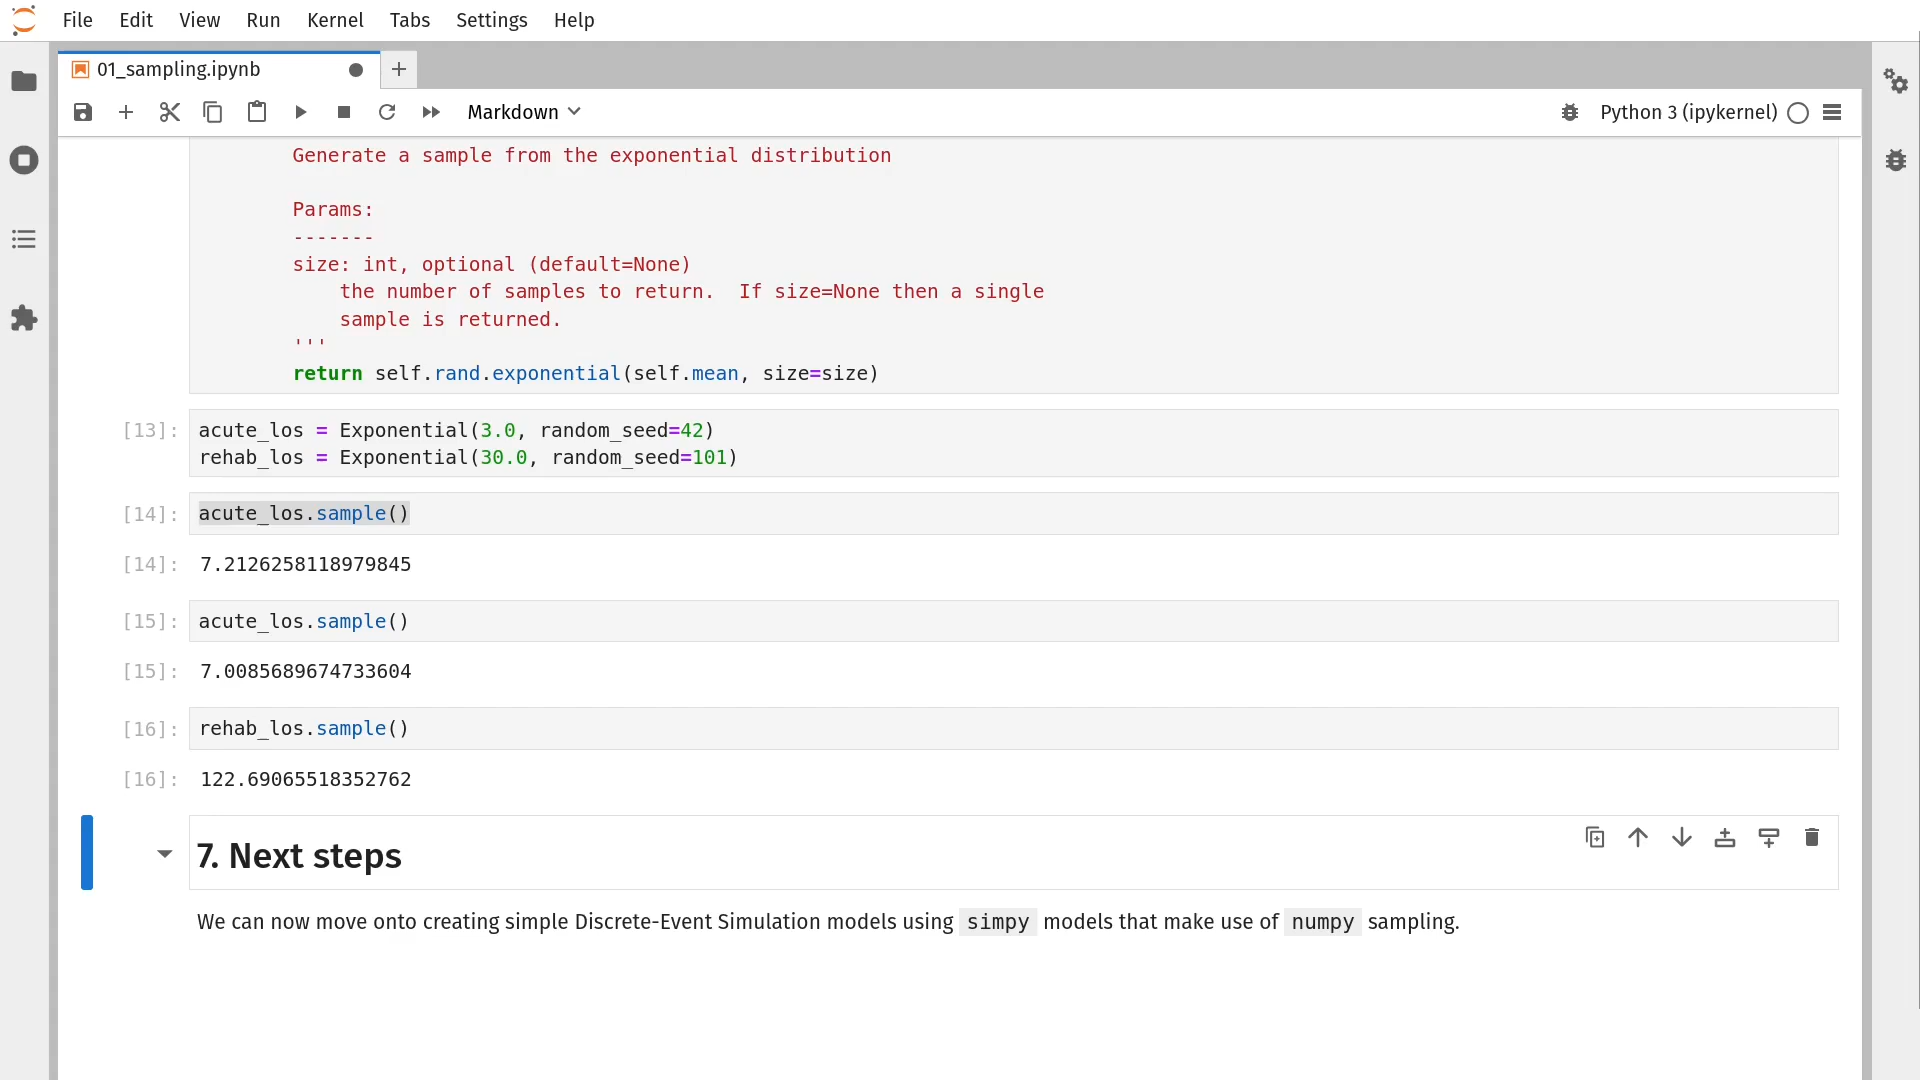 File Edit View Run Kernel Tabs Settings Help
01_sampling.ipynb
Markdown Python 3 (ipykernel)
Generate a sample from the exponential distribution
Params:
-------
size: int, optional (default=None)
the number of samples to return.  If size=None then a single
sample is returned.
'''
return self.rand.exponential(self.mean, size=size)
[13]: acute_los = Exponential(3.0, random_seed=42)
rehab_los = Exponential(30.0, random_seed=101)
[14]: acute_los.sample()
[14]: 7.2126258118979845
[15]: acute_los.sample()
[15]: 7.0085689674733604
[16]: rehab_los.sample()
[16]: 122.69065518352762
7. Next steps
We can now move onto creating simple Discrete-Event Simulation models using simpy models that make use of numpy sampling.